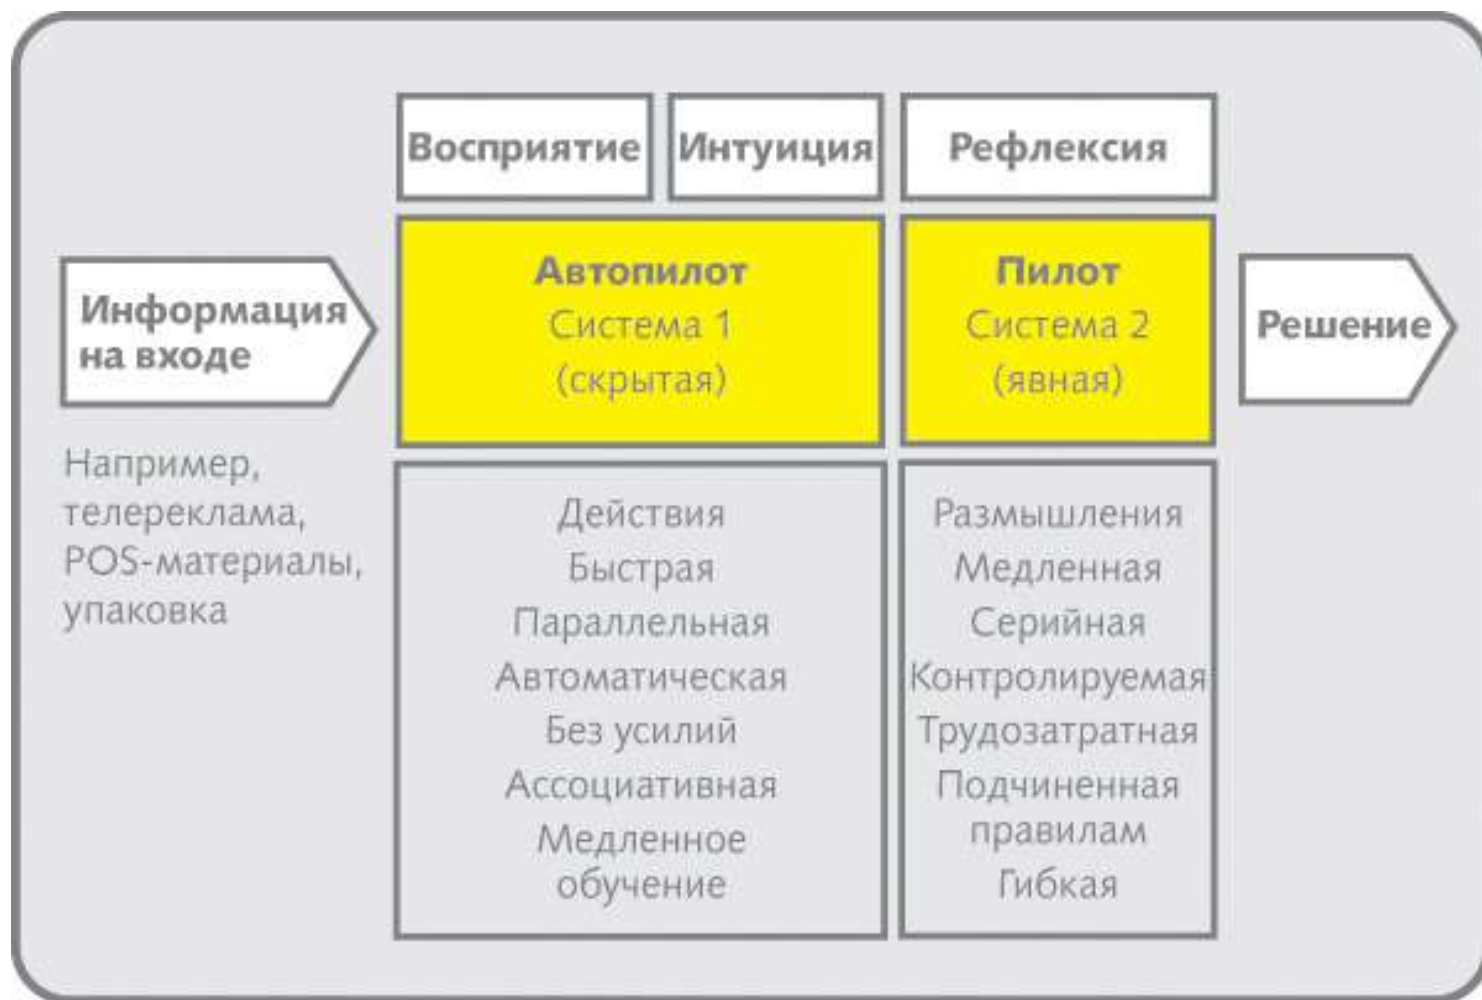 Восприятие
Интуиция
Рефлексия
Информация
на входе
Например,
телереклама,
POS-материалы,
упаковка
Автопилот
Система 1
(скрытая)
Действия
Быстрая
Параллельная
Автоматическая
Без усилий
Ассоциативная
Медленное
обучение
Пилот
Система 2
(явная)
Размышления
Медленная
Серийная
Контролируемая
Трудозатратная
Подчиненная
правилам
Гибкая
Решение